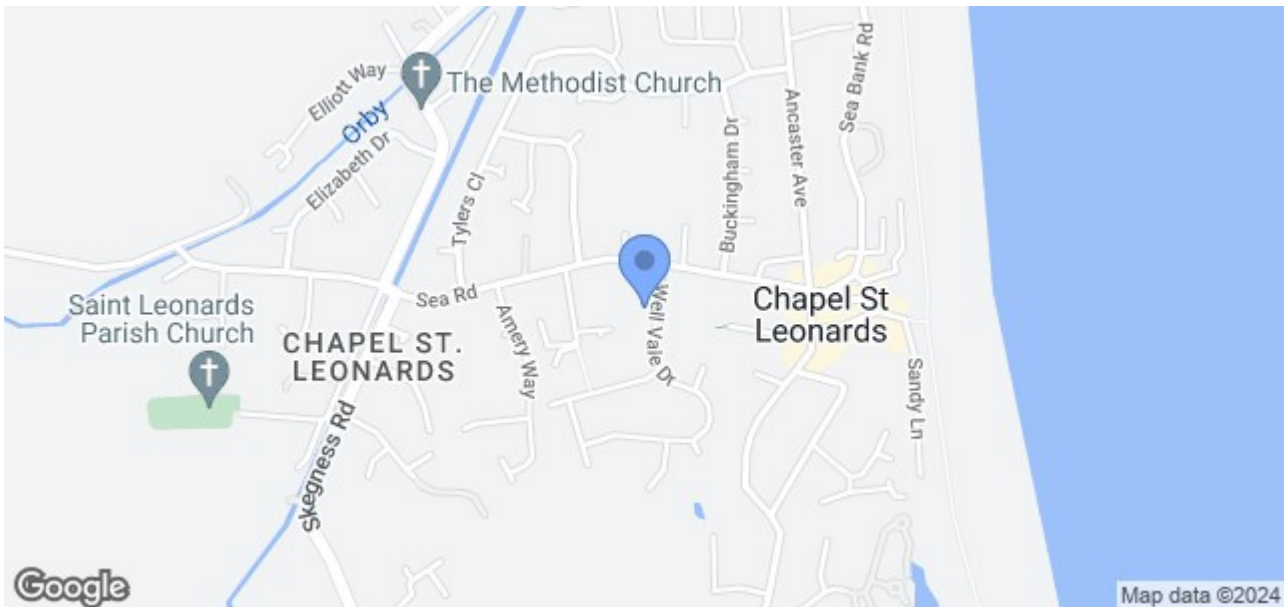 Elliott Way
The Methodist Church
Orby
Elizabeth Dr
Tylers Cl
Buckingham Dr
Ancaster Ave
Sea Bank Rd
Sea Rd
Well Vale Dr
Saint Leonards
Parish Church
CHAPEL ST.
LEONARDS
Amery Way
Chapel St
Leonards
Sandy Ln
Skegness Rd
Google
Map data ©2024